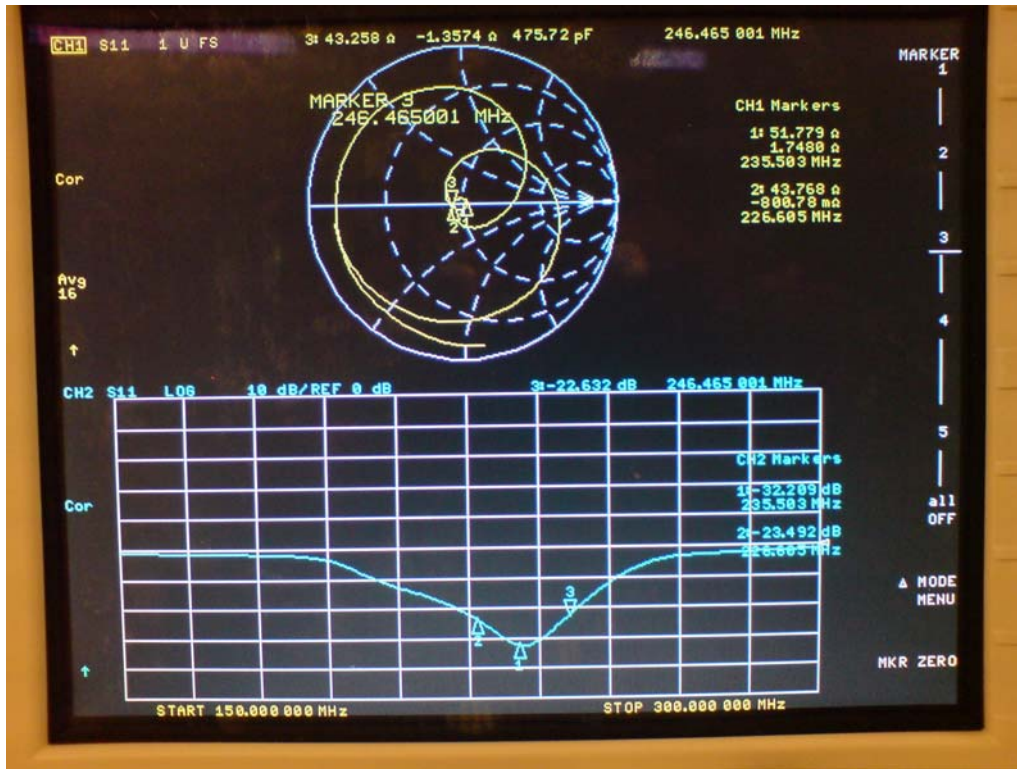 CH1 S11 1 U FS 3: 43.258 Ω -1.3574 Ω 475.72 pF 246.465 001 MHz
MARKER 3
246.465001 MHz
CH1 Markers
1: 51.779 Ω
1.7480 Ω
235.503 MHz
2: 43.768 Ω
-800.78 mΩ
226.605 MHz
Cor
Avg
16
↑
3
2
1
CH2 S11 LOG 10 dB/REF 0 dB 3:-22.632 dB 246.465 001 MHz
CH2 Markers
1:-32.209 dB
235.503 MHz
2:-23.492 dB
226.605 MHz
Cor
3
2
1
↑
START 150.000 000 MHz STOP 300.000 000 MHz
MARKER
1
2
3
4
5
all
OFF
Δ MODE
MENU
MKR ZERO